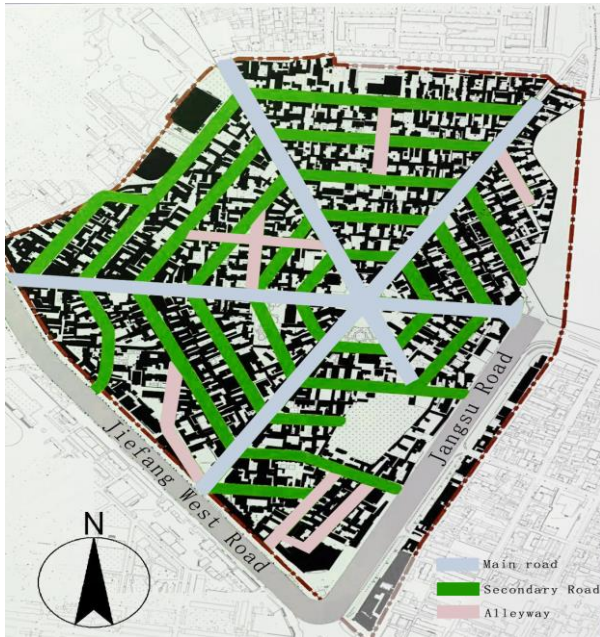 Jiefang West Road
Jangsu Road
N
Main road
Secondary Road
Alleyway